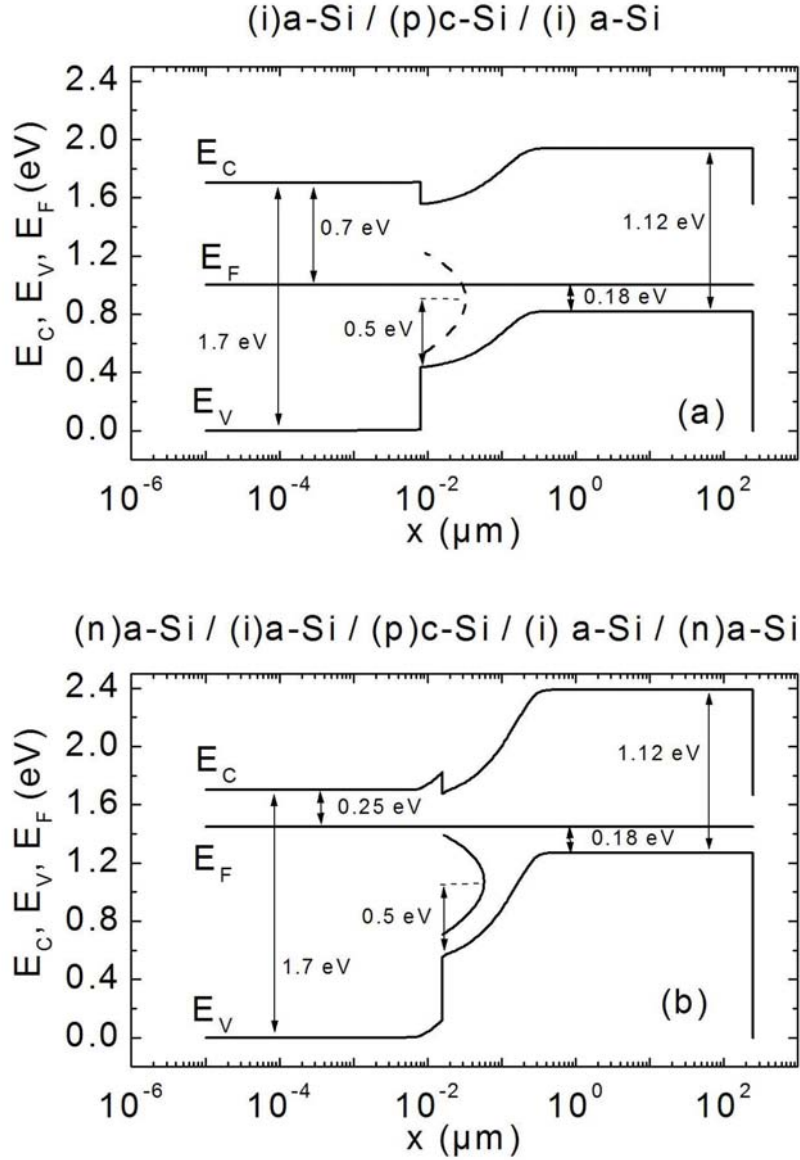 (i)a-Si / (p)c-Si / (i) a-Si
2.4
2.0
1.6
1.2
0.8
0.4
0.0
E_C, E_V, E_F (eV)
E_C
0.7 eV
1.12 eV
E_F
0.18 eV
0.5 eV
1.7 eV
E_V
(a)
10^-6 10^-4 10^-2 10^0 10^2
x (µm)
(n)a-Si / (i)a-Si / (p)c-Si / (i) a-Si / (n)a-Si
2.4
2.0
1.6
1.2
0.8
0.4
0.0
E_C, E_V, E_F (eV)
E_C
1.12 eV
0.25 eV
0.18 eV
E_F
0.5 eV
1.7 eV
E_V
(b)
10^-6 10^-4 10^-2 10^0 10^2
x (µm)